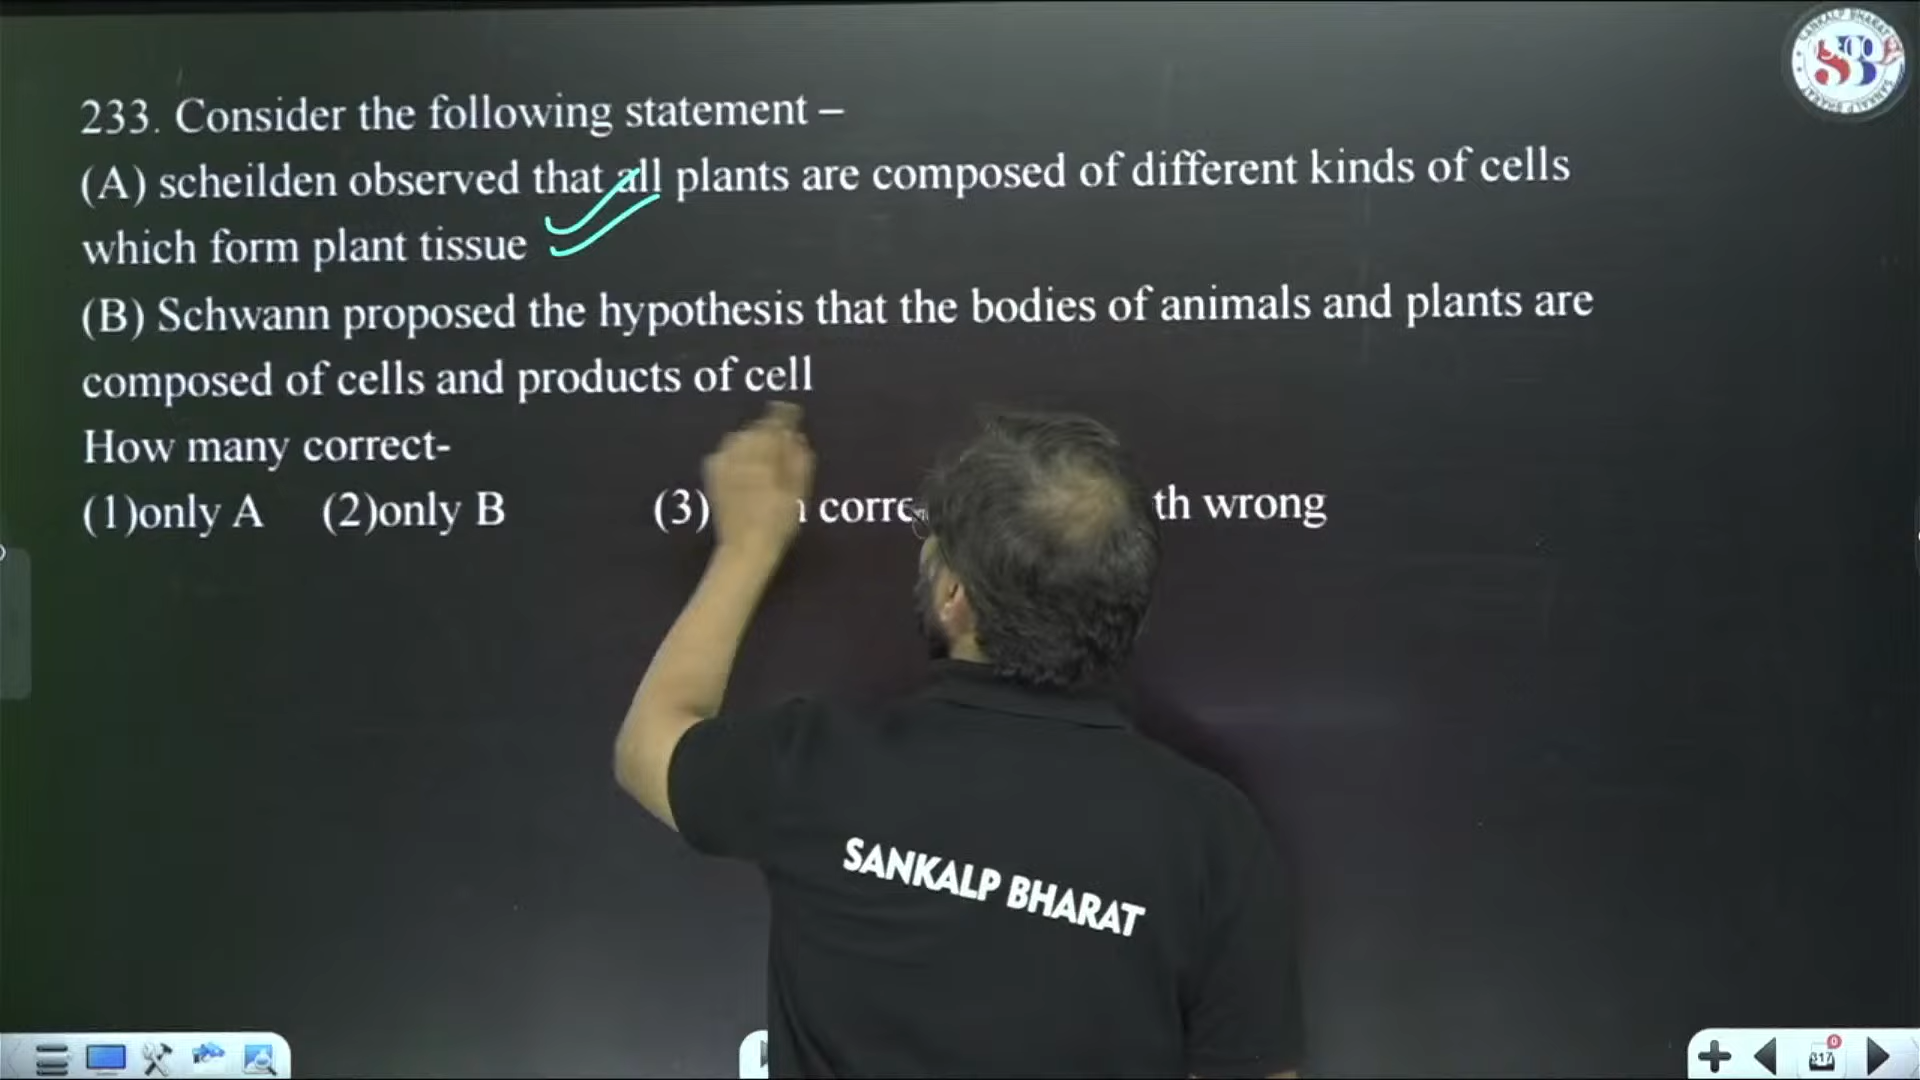 233. Consider the following statement –
(A) scheilden observed that all plants are composed of different kinds of cells
which form plant tissue
(B) Schwann proposed the hypothesis that the bodies of animals and plants are
composed of cells and products of cell
How many correct-
(1)only A (2)only B (3) wrong
SANKALP BHARAT